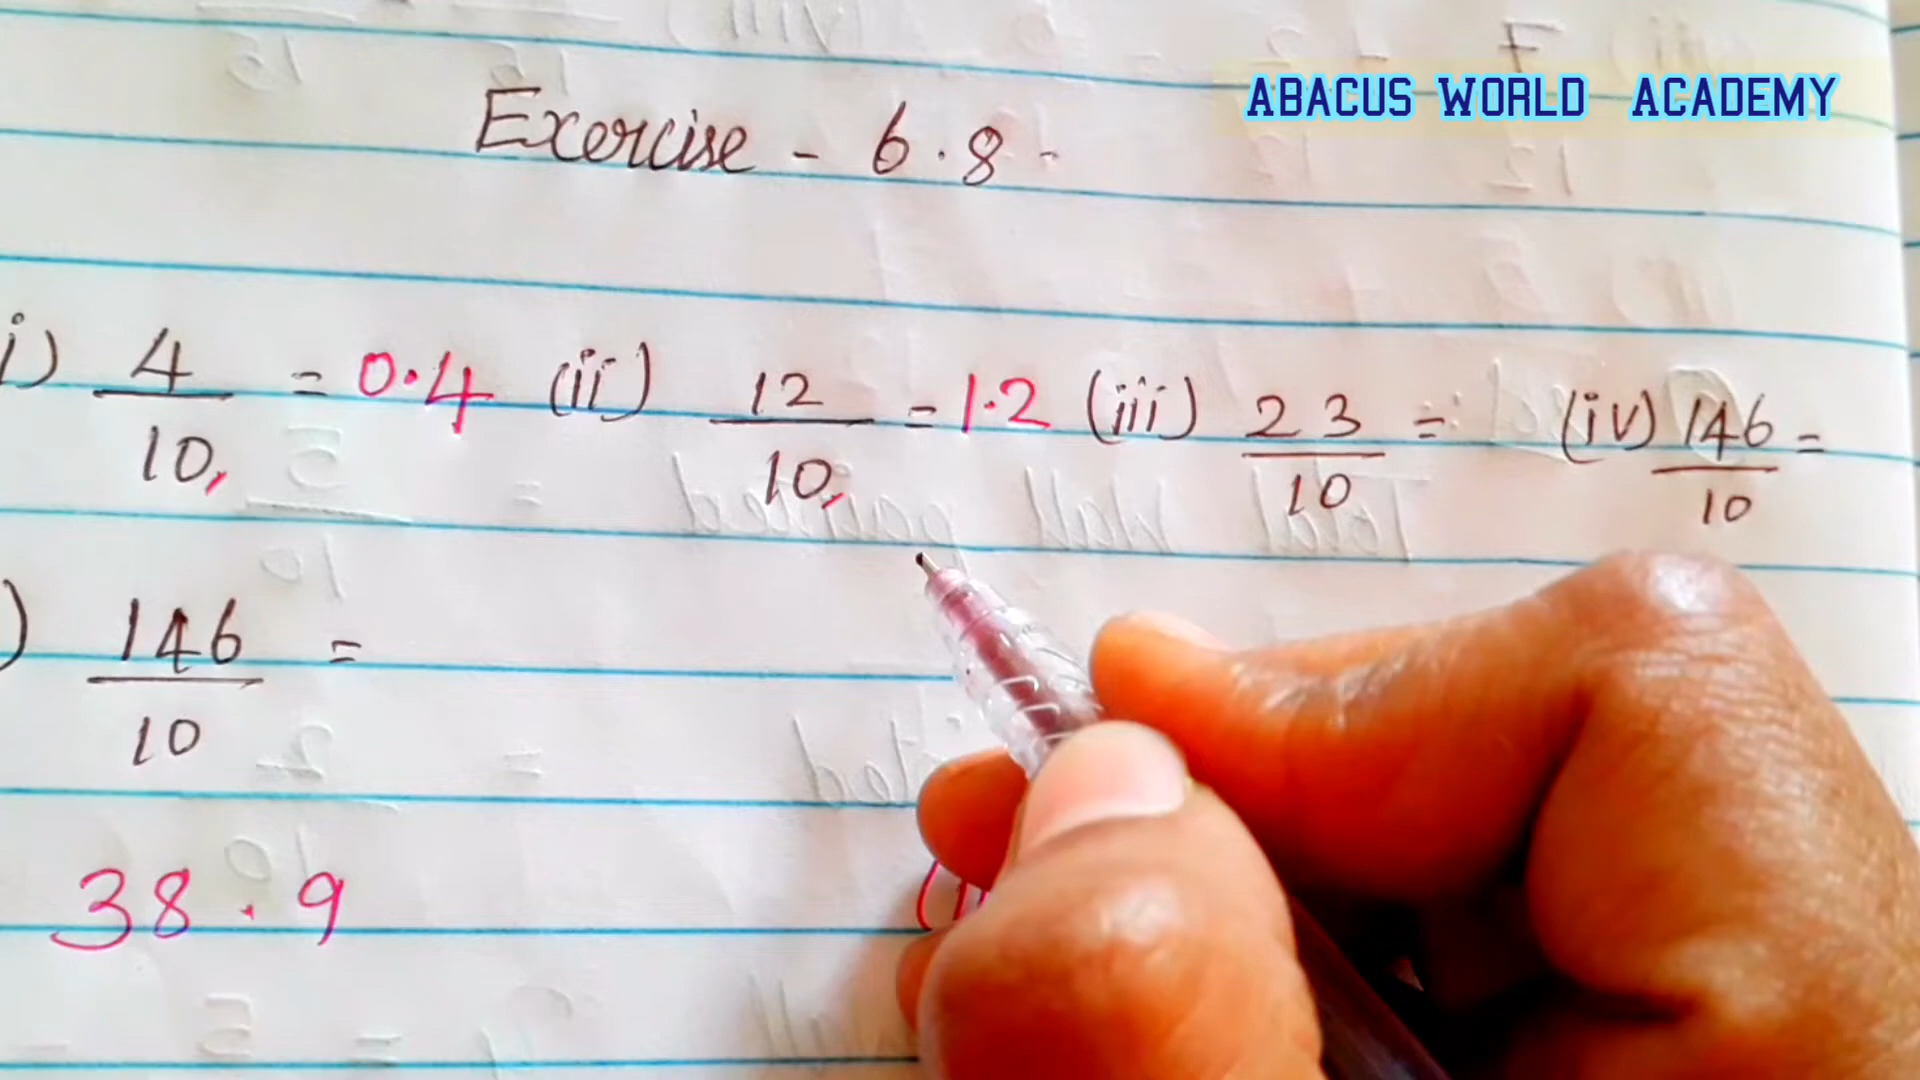 ABACUS WORLD ACADEMY
Exercise - 6.8.
i) 4/10, = 0.4 (ii) 12/10, = 1.2 (iii) 23/10 = (iv) 146/10 =
) 146/10 =
38.9